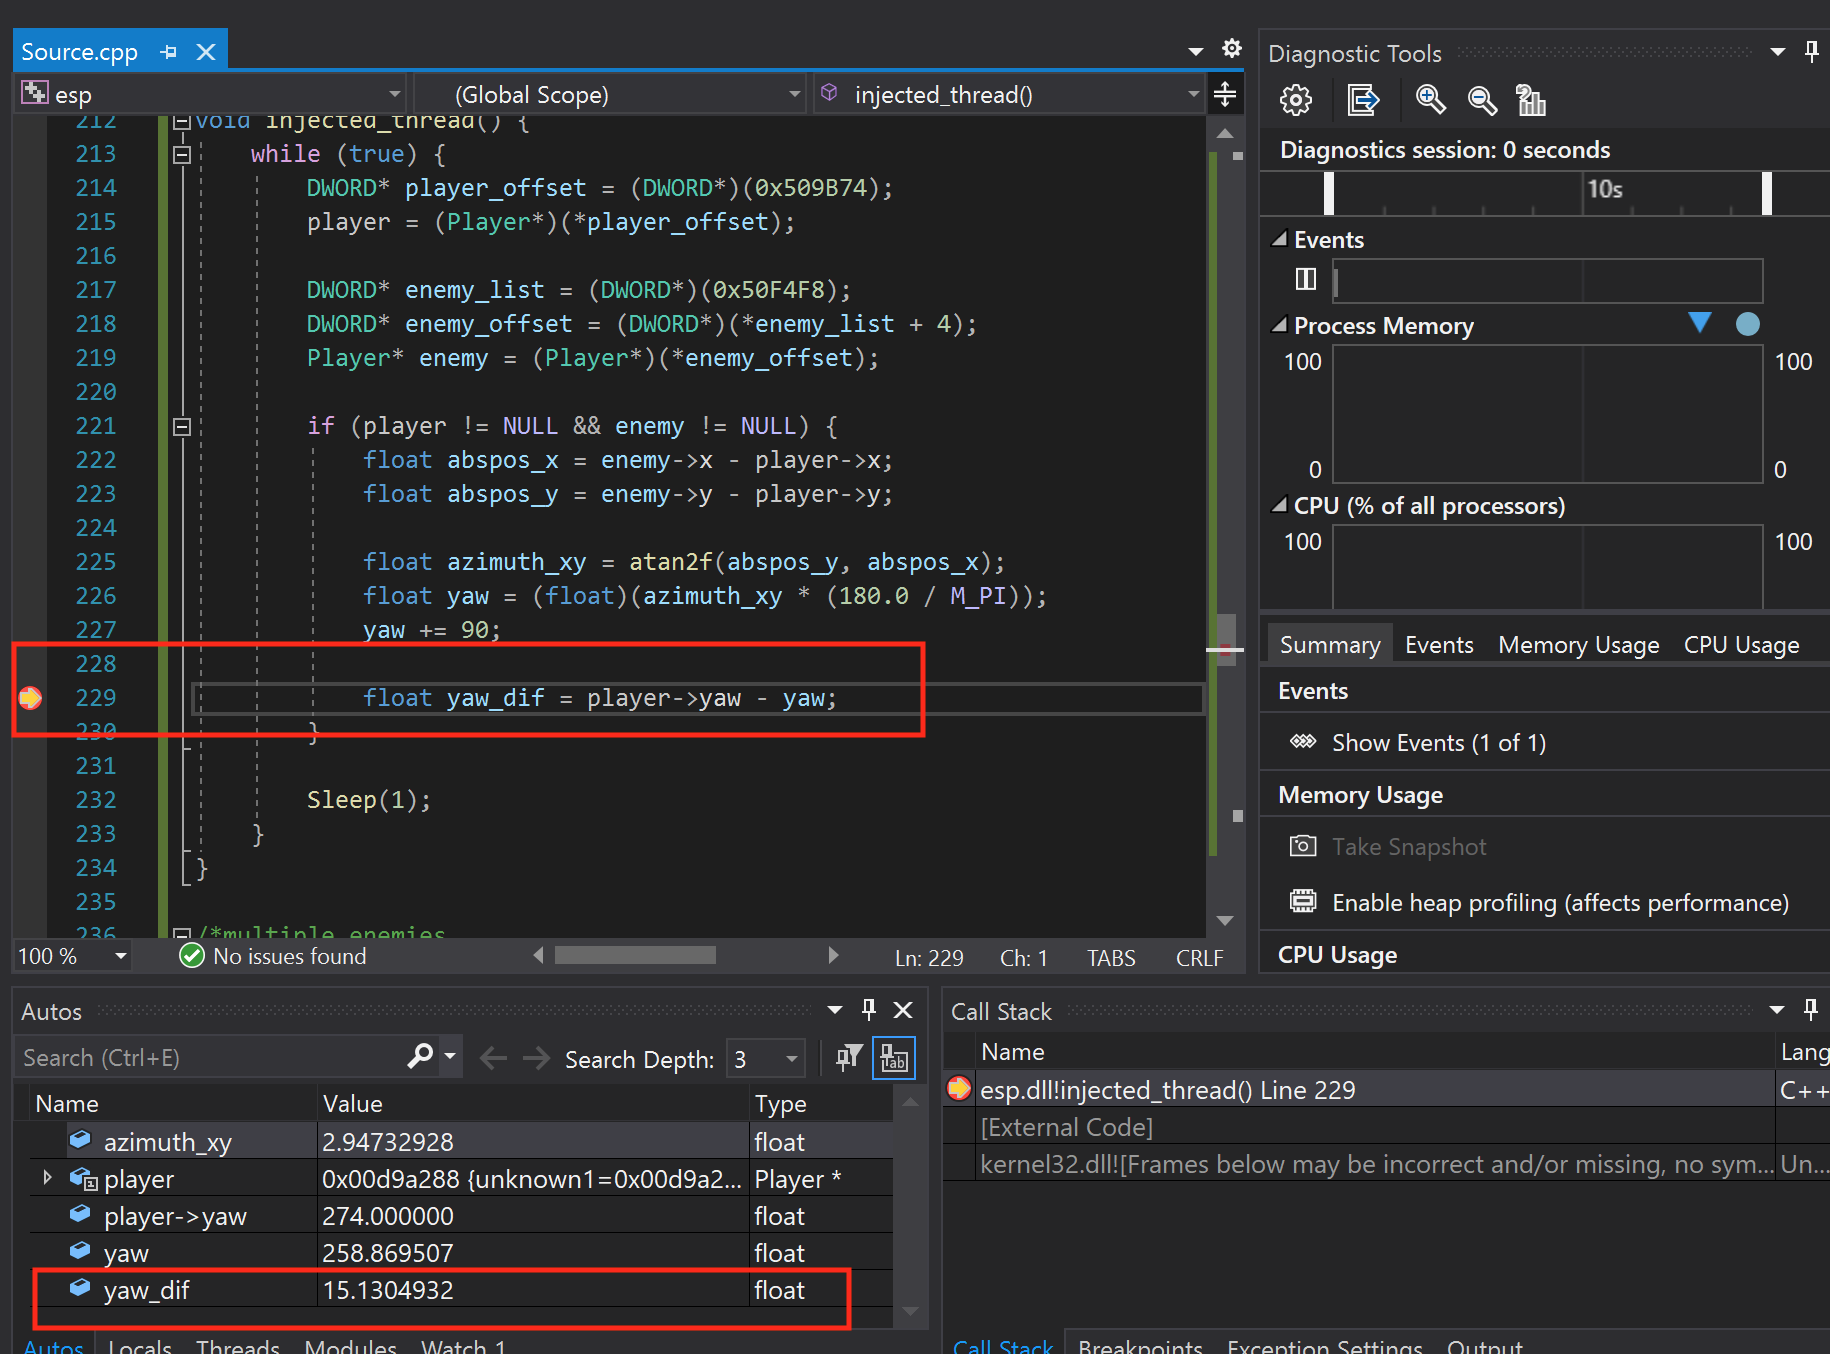 Source.cpp
esp
(Global Scope)
injected_thread()
212 void injected_thread() {
213 while (true) {
214 DWORD* player_offset = (DWORD*)(0x509B74);
215 player = (Player*)(*player_offset);
216
217 DWORD* enemy_list = (DWORD*)(0x50F4F8);
218 DWORD* enemy_offset = (DWORD*)(*enemy_list + 4);
219 Player* enemy = (Player*)(*enemy_offset);
220
221 if (player != NULL && enemy != NULL) {
222 float abspos_x = enemy->x - player->x;
223 float abspos_y = enemy->y - player->y;
224
225 float azimuth_xy = atan2f(abspos_y, abspos_x);
226 float yaw = (float)(azimuth_xy * (180.0 / M_PI));
227 yaw += 90;
228
229 float yaw_dif = player->yaw - yaw;
230 }
231
232 Sleep(1);
233 }
234 }
235
236 /*multiple enemies
100 %
No issues found
Ln: 229
Ch: 1
TABS
CRLF
Diagnostic Tools
Diagnostics session: 0 seconds
10s
Events
Process Memory
100 100
0 0
CPU (% of all processors)
100 100
Summary Events Memory Usage CPU Usage
Events
Show Events (1 of 1)
Memory Usage
Take Snapshot
Enable heap profiling (affects performance)
CPU Usage
Autos
Search (Ctrl+E)
Search Depth: 3
Name Value Type
azimuth_xy 2.94732928 float
player 0x00d9a288 {unknown1=0x00d9a2... Player *
player->yaw 274.000000 float
yaw 258.869507 float
yaw_dif 15.1304932 float
Autos Locals Threads Modules Watch 1
Call Stack
Name Lang
esp.dll!injected_thread() Line 229 C++
[External Code]
kernel32.dll![Frames below may be incorrect and/or missing, no sym... Un...
Call Stack Breakpoints Exception Settings Output